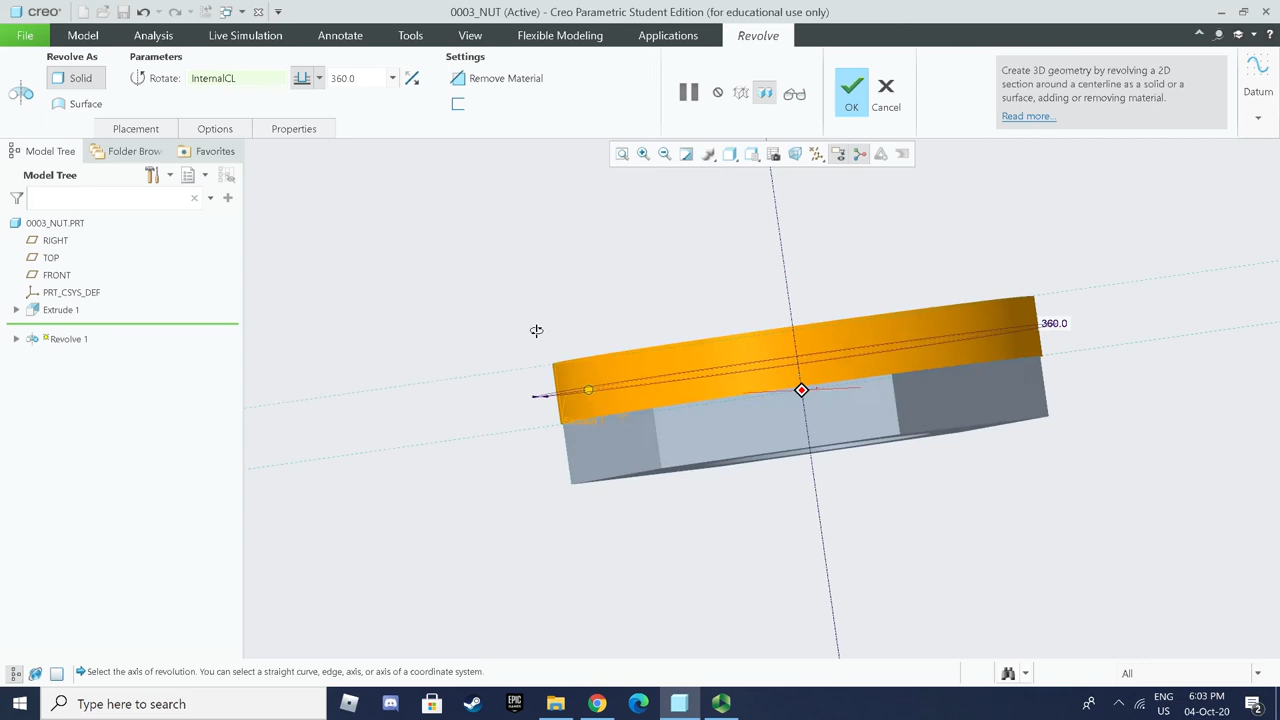 creo
0003_NUT (Active) - Creo Parametric Student Edition (for educational use only)
File Model Analysis Live Simulation Annotate Tools View Flexible Modeling Applications Revolve
Revolve As Parameters Settings
Solid Rotate: InternalCL 360.0 Remove Material
Surface
OK Cancel
Create 3D geometry by revolving a 2D
section around a centerline as a solid or a
surface, adding or removing material.
Read more...
Datum
Placement Options Properties
Model Tree Folder Brow Favorites
Model Tree
0003_NUT.PRT
RIGHT
TOP
FRONT
PRT_CSYS_DEF
Extrude 1
Revolve 1
360.0
Select the axis of revolution. You can select a straight curve, edge, axis, or axis of a coordinate system.
All
Type here to search
ENG
US
6:03 PM
04-Oct-20
2